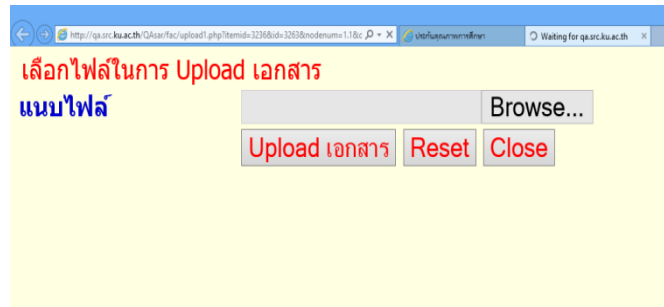 http://qa.src.ku.ac.th/QAsar/fac/upload1.php?itemid=3236&id=3263&nodenum=1.1&c
ประกันคุณภาพการศึกษา
Waiting for qa.src.ku.ac.th
เลือกไฟล์ในการ Upload เอกสาร
แนบไฟล์
Browse...
Upload เอกสาร Reset Close